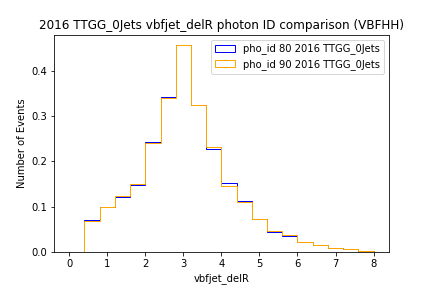 2016 TTGG_0Jets vbfjet_delR photon ID comparison (VBFHH)
pho_id 80 2016 TTGG_0Jets
pho_id 90 2016 TTGG_0Jets
Number of Events
0.4
0.3
0.2
0.1
0.0
0 1 2 3 4 5 6 7 8
vbfjet_delR